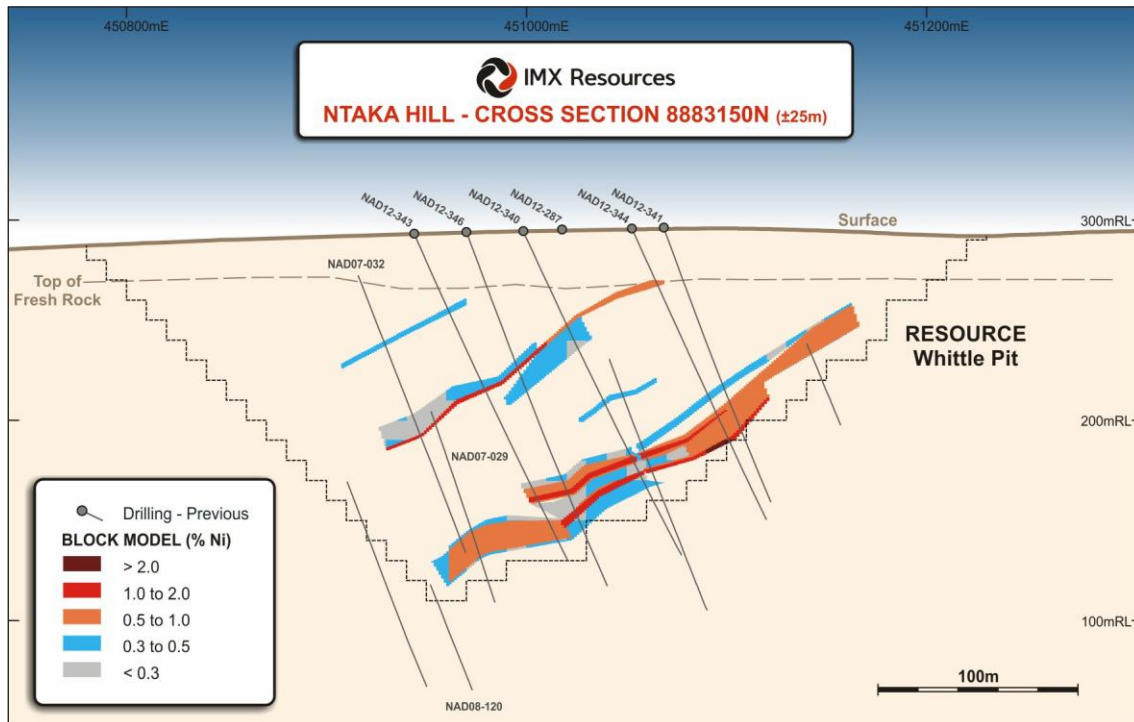 450800mE
451000mE
451200mE
IMX Resources
NTAKA HILL - CROSS SECTION 8883150N (±25m)
NAD12-343
NAD12-346
NAD12-340
NAD12-287
NAD12-344
NAD12-341
Surface
300mRL
NAD07-032
Top of
Fresh Rock
RESOURCE
Whittle Pit
200mRL
NAD07-029
Drilling - Previous
BLOCK MODEL (% Ni)
> 2.0
1.0 to 2.0
0.5 to 1.0
0.3 to 0.5
< 0.3
100mRL
100m
NAD08-120